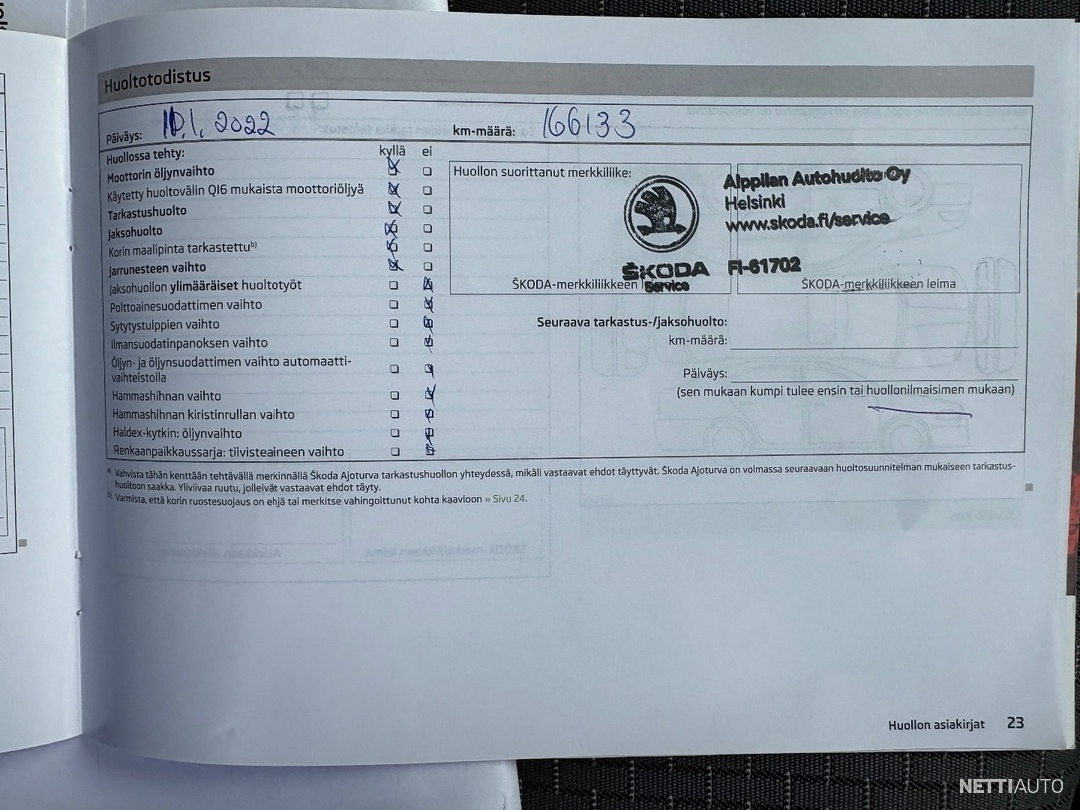 Huoltotodistus
Päiväys: 10.1.2022 km-määrä: 166133
Huollossa tehty: kyllä ei
Moottorin öljynvaihto
Käytetty huoltovälin QI6 mukaista moottoriöljyä
Tarkastushuolto
Jaksohuolto
Korin maalipinta tarkastettu b)
Jarrunesteen vaihto
Jaksohuollon ylimääräiset huoltotyöt
Polttoainesuodattimen vaihto
Sytytystulppien vaihto
Ilmansuodatinpanoksen vaihto
Öljyn- ja öljynsuodattimen vaihto automaatti-
vaihteistolla
Hammashihnan vaihto
Hammashihnan kiristinrullan vaihto
Haldex-kytkin: öljynvaihto
Renkaanpaikkaussarja: tiivisteaineen vaihto
Huollon suorittanut merkkiliike:
Alppilan Autohuolto Oy
Helsinki
www.skoda.fi/service
ŠKODA FI-61702
Service
ŠKODA-merkkiliikkeen ŠKODA-merkkiliikkeen leima
Seuraava tarkastus-/jaksohuolto:
km-määrä:
Päiväys:
(sen mukaan kumpi tulee ensin tai huollonilmaisimen mukaan)
a) Vahvista tähän kenttään tehtävällä merkinnällä Škoda Ajoturva tarkastushuollon yhteydessä, mikäli vastaavat ehdot täyttyvät. Škoda Ajoturva on voimassa seuraavaan huoltosuunnitelman mukaiseen tarkastus-
huoltoon saakka. Yliviivaa ruutu, jolleivät vastaavat ehdot täyty.
b) Varmista, että korin ruostesuojaus on ehjä tai merkitse vahingoittunut kohta kaavioon » Sivu 24.
Huollon asiakirjat 23
NETTIAUTO